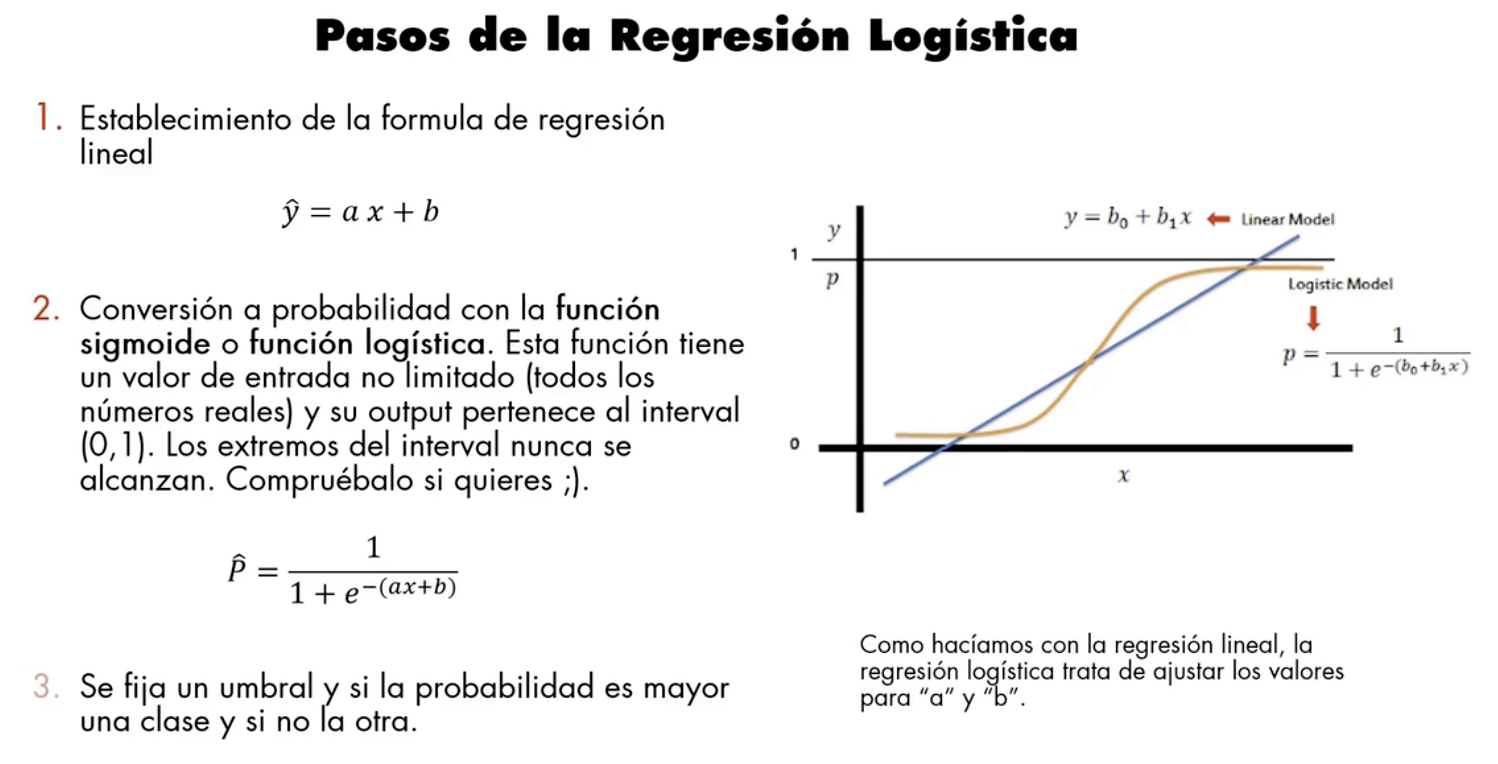 Pasos de la Regresión Logística
1. Establecimiento de la formula de regresión
lineal
ŷ = a x + b
2. Conversión a probabilidad con la función
sigmoide o función logística. Esta función tiene
un valor de entrada no limitado (todos los
números reales) y su output pertenece al interval
(0,1). Los extremos del interval nunca se
alcanzan. Compruébalo si quieres ;).
P̂ = 1 / (1 + e^−(ax+b))
3. Se fija un umbral y si la probabilidad es mayor
una clase y si no la otra.
y = b₀ + b₁x Linear Model
y
1
p
Logistic Model
p = 1 / (1 + e^−(b₀+b₁x))
0
x
Como hacíamos con la regresión lineal, la
regresión logística trata de ajustar los valores
para “a” y “b”.